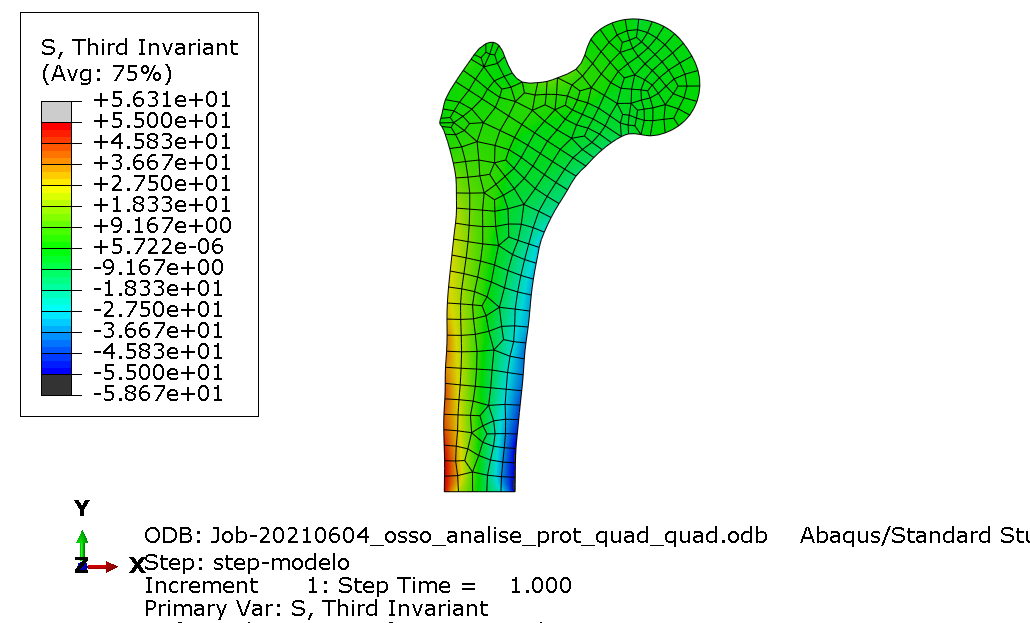 S, Third Invariant
(Avg: 75%)
+5.631e+01
+5.500e+01
+4.583e+01
+3.667e+01
+2.750e+01
+1.833e+01
+9.167e+00
+5.722e-06
-9.167e+00
-1.833e+01
-2.750e+01
-3.667e+01
-4.583e+01
-5.500e+01
-5.867e+01
Y
Z X
ODB: Job-20210604_osso_analise_prot_quad_quad.odb Abaqus/Standard
Step: step-modelo
Increment 1: Step Time = 1.000
Primary Var: S, Third Invariant